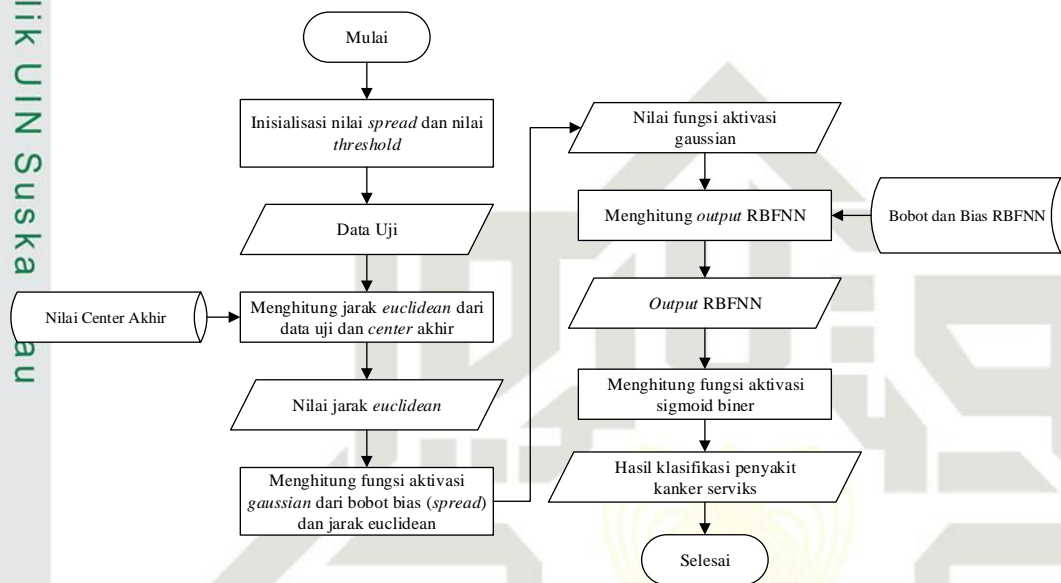 lik UIN Suska
au
Mulai
Inisialisasi nilai spread dan nilai
threshold
Data Uji
Nilai Center Akhir
Menghitung jarak euclidean dari
data uji dan center akhir
Nilai jarak euclidean
Menghitung fungsi aktivasi
gaussian dari bobot bias (spread)
dan jarak euclidean
Nilai fungsi aktivasi
gaussian
Menghitung output RBFNN
Bobot dan Bias RBFNN
Output RBFNN
Menghitung fungsi aktivasi
sigmoid biner
Hasil klasifikasi penyakit
kanker serviks
Selesai